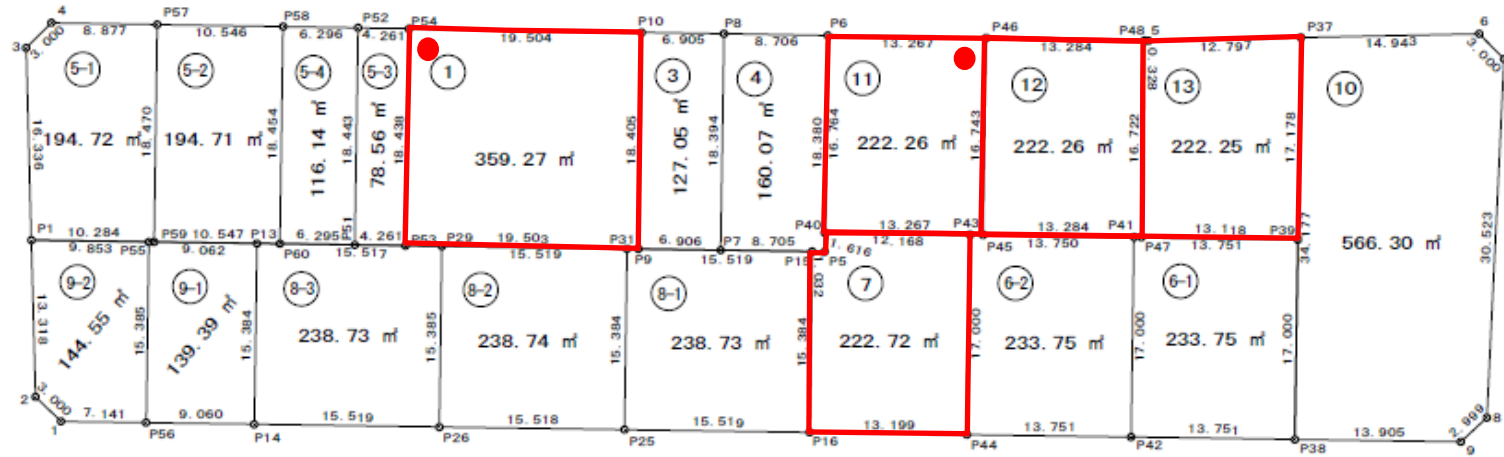 4 P57 P58 P52 P54 P10 P8 P6 P46 P48 5 P37 6
8.877 10.546 6.296 4.261 19.504 6.905 8.706 13.267 13.284 0.328 12.797 14.943
3 3.000 3.000
5-1 5-2 5-4 5-3 1 3 4 11 12 13 10
16.336 18.470 18.454 18.443 18.438 18.405 18.394 18.380 16.764 16.743 16.722 17.178
194.72 ㎡ 194.71 ㎡ 116.14 ㎡ 78.56 ㎡ 359.27 ㎡ 127.05 ㎡ 160.07 ㎡ 222.26 ㎡ 222.26 ㎡ 222.25 ㎡
566.30 ㎡ 34.177 30.523
P1 10.284 10.547 P13 6.295 P51 4.261 P53 P29 19.503 P31 6.906 P7 8.705 P40 13.267 P43 13.284 P41 13.118 P39
9.853 P55 P59 9.062 P60 15.517 15.519 P9 15.519 P15 P5 1.616 12.168 P45 13.750 P47 13.751
9-2 9-1 8-3 8-2 8-1 1.032 7 6-2 6-1
13.318 15.385 15.384 15.385 15.384 15.384 17.000 17.000 17.000
144.55 ㎡ 139.39 ㎡ 238.73 ㎡ 238.74 ㎡ 238.73 ㎡ 222.72 ㎡ 233.75 ㎡ 233.75 ㎡
2 3.000 2.999 8
7.141 9.060 15.519 15.518 15.519 13.199 13.751 13.751 13.905
1 P56 P14 P26 P25 P16 P44 P42 P38 9